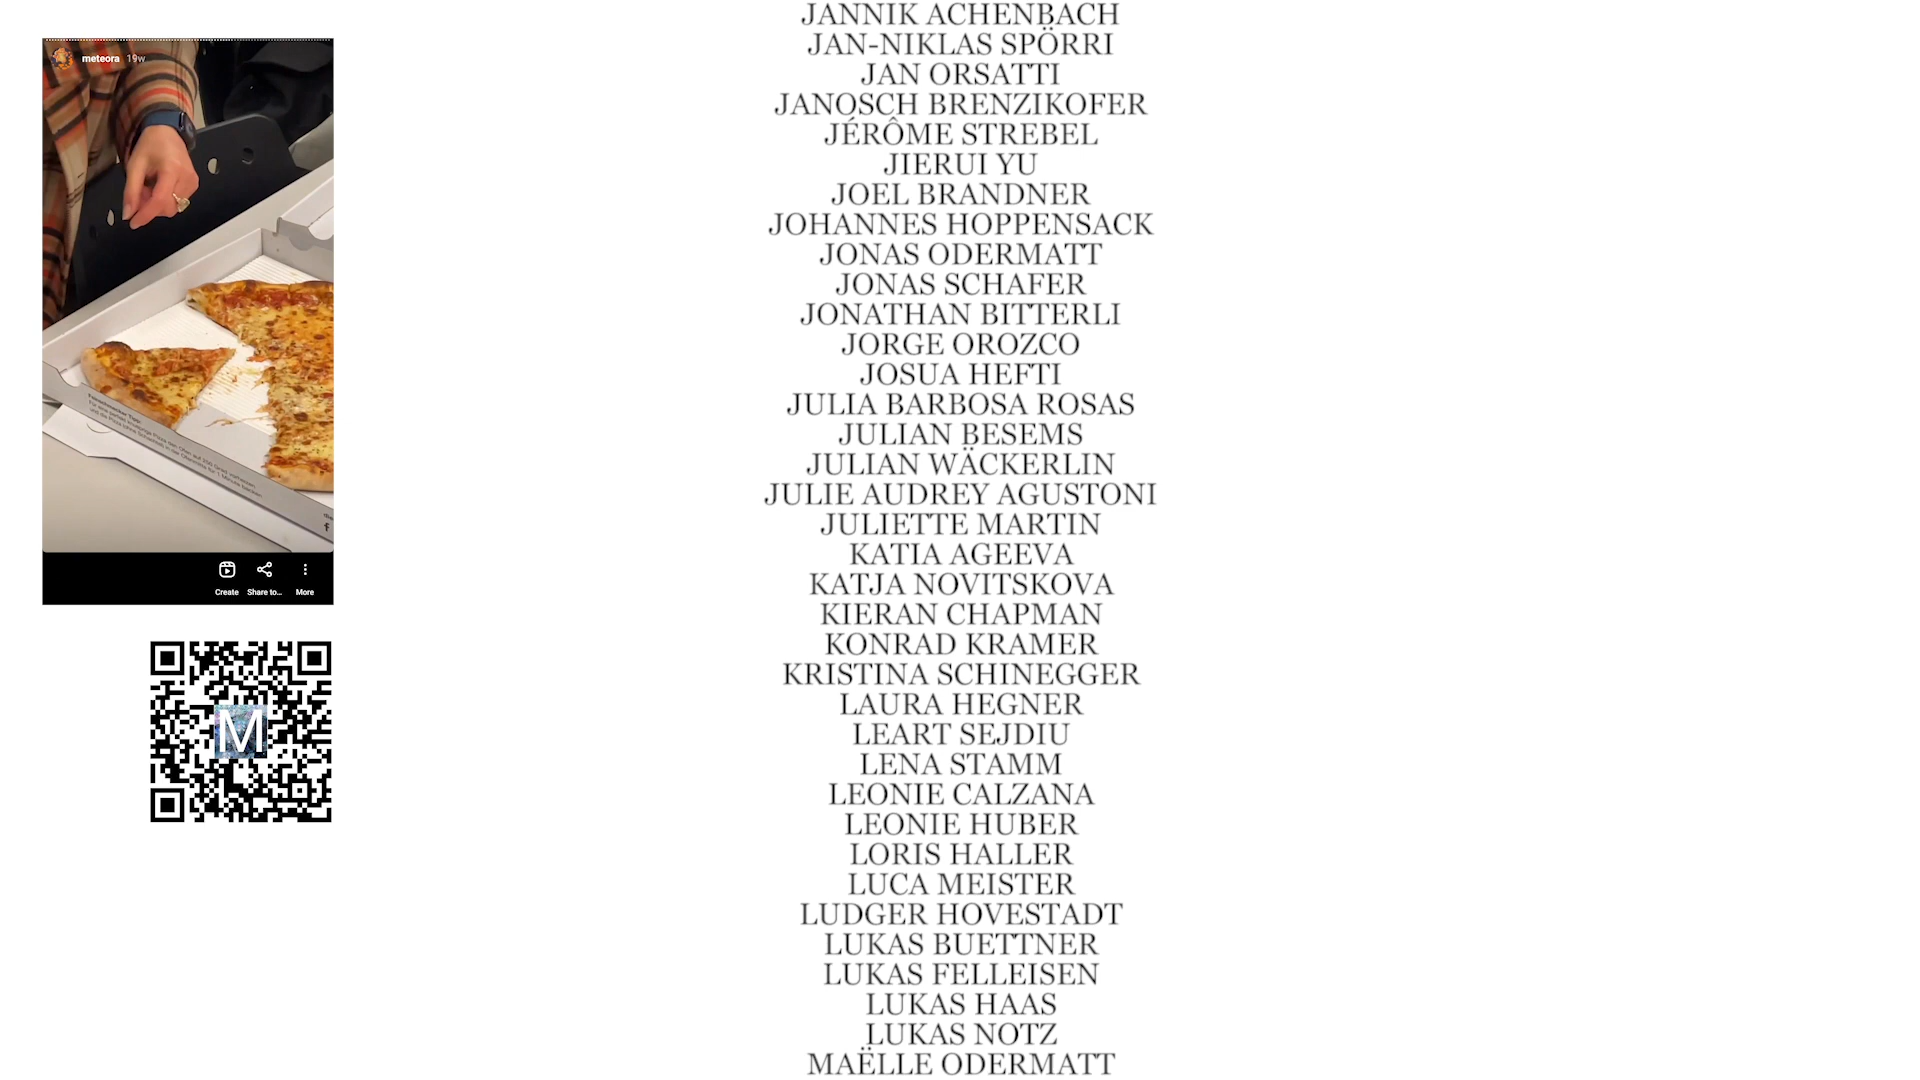 meteora 19w
Feinschmecker Tipp:
Create Share to... More
M
JANNIK ACHENBACH
JAN-NIKLAS SPÖRRI
JAN ORSATTI
JANOSCH BRENZIKOFER
JÉRÔME STREBEL
JIERUI YU
JOEL BRANDNER
JOHANNES HOPPENSACK
JONAS ODERMATT
JONAS SCHAFER
JONATHAN BITTERLI
JORGE OROZCO
JOSUA HEFTI
JULIA BARBOSA ROSAS
JULIAN BESEMS
JULIAN WÄCKERLIN
JULIE AUDREY AGUSTONI
JULIETTE MARTIN
KATIA AGEEVA
KATJA NOVITSKOVA
KIERAN CHAPMAN
KONRAD KRAMER
KRISTINA SCHINEGGER
LAURA HEGNER
LEART SEJDIU
LENA STAMM
LEONIE CALZANA
LEONIE HUBER
LORIS HALLER
LUCA MEISTER
LUDGER HOVESTADT
LUKAS BUETTNER
LUKAS FELLEISEN
LUKAS HAAS
LUKAS NOTZ
MAËLLE ODERMATT